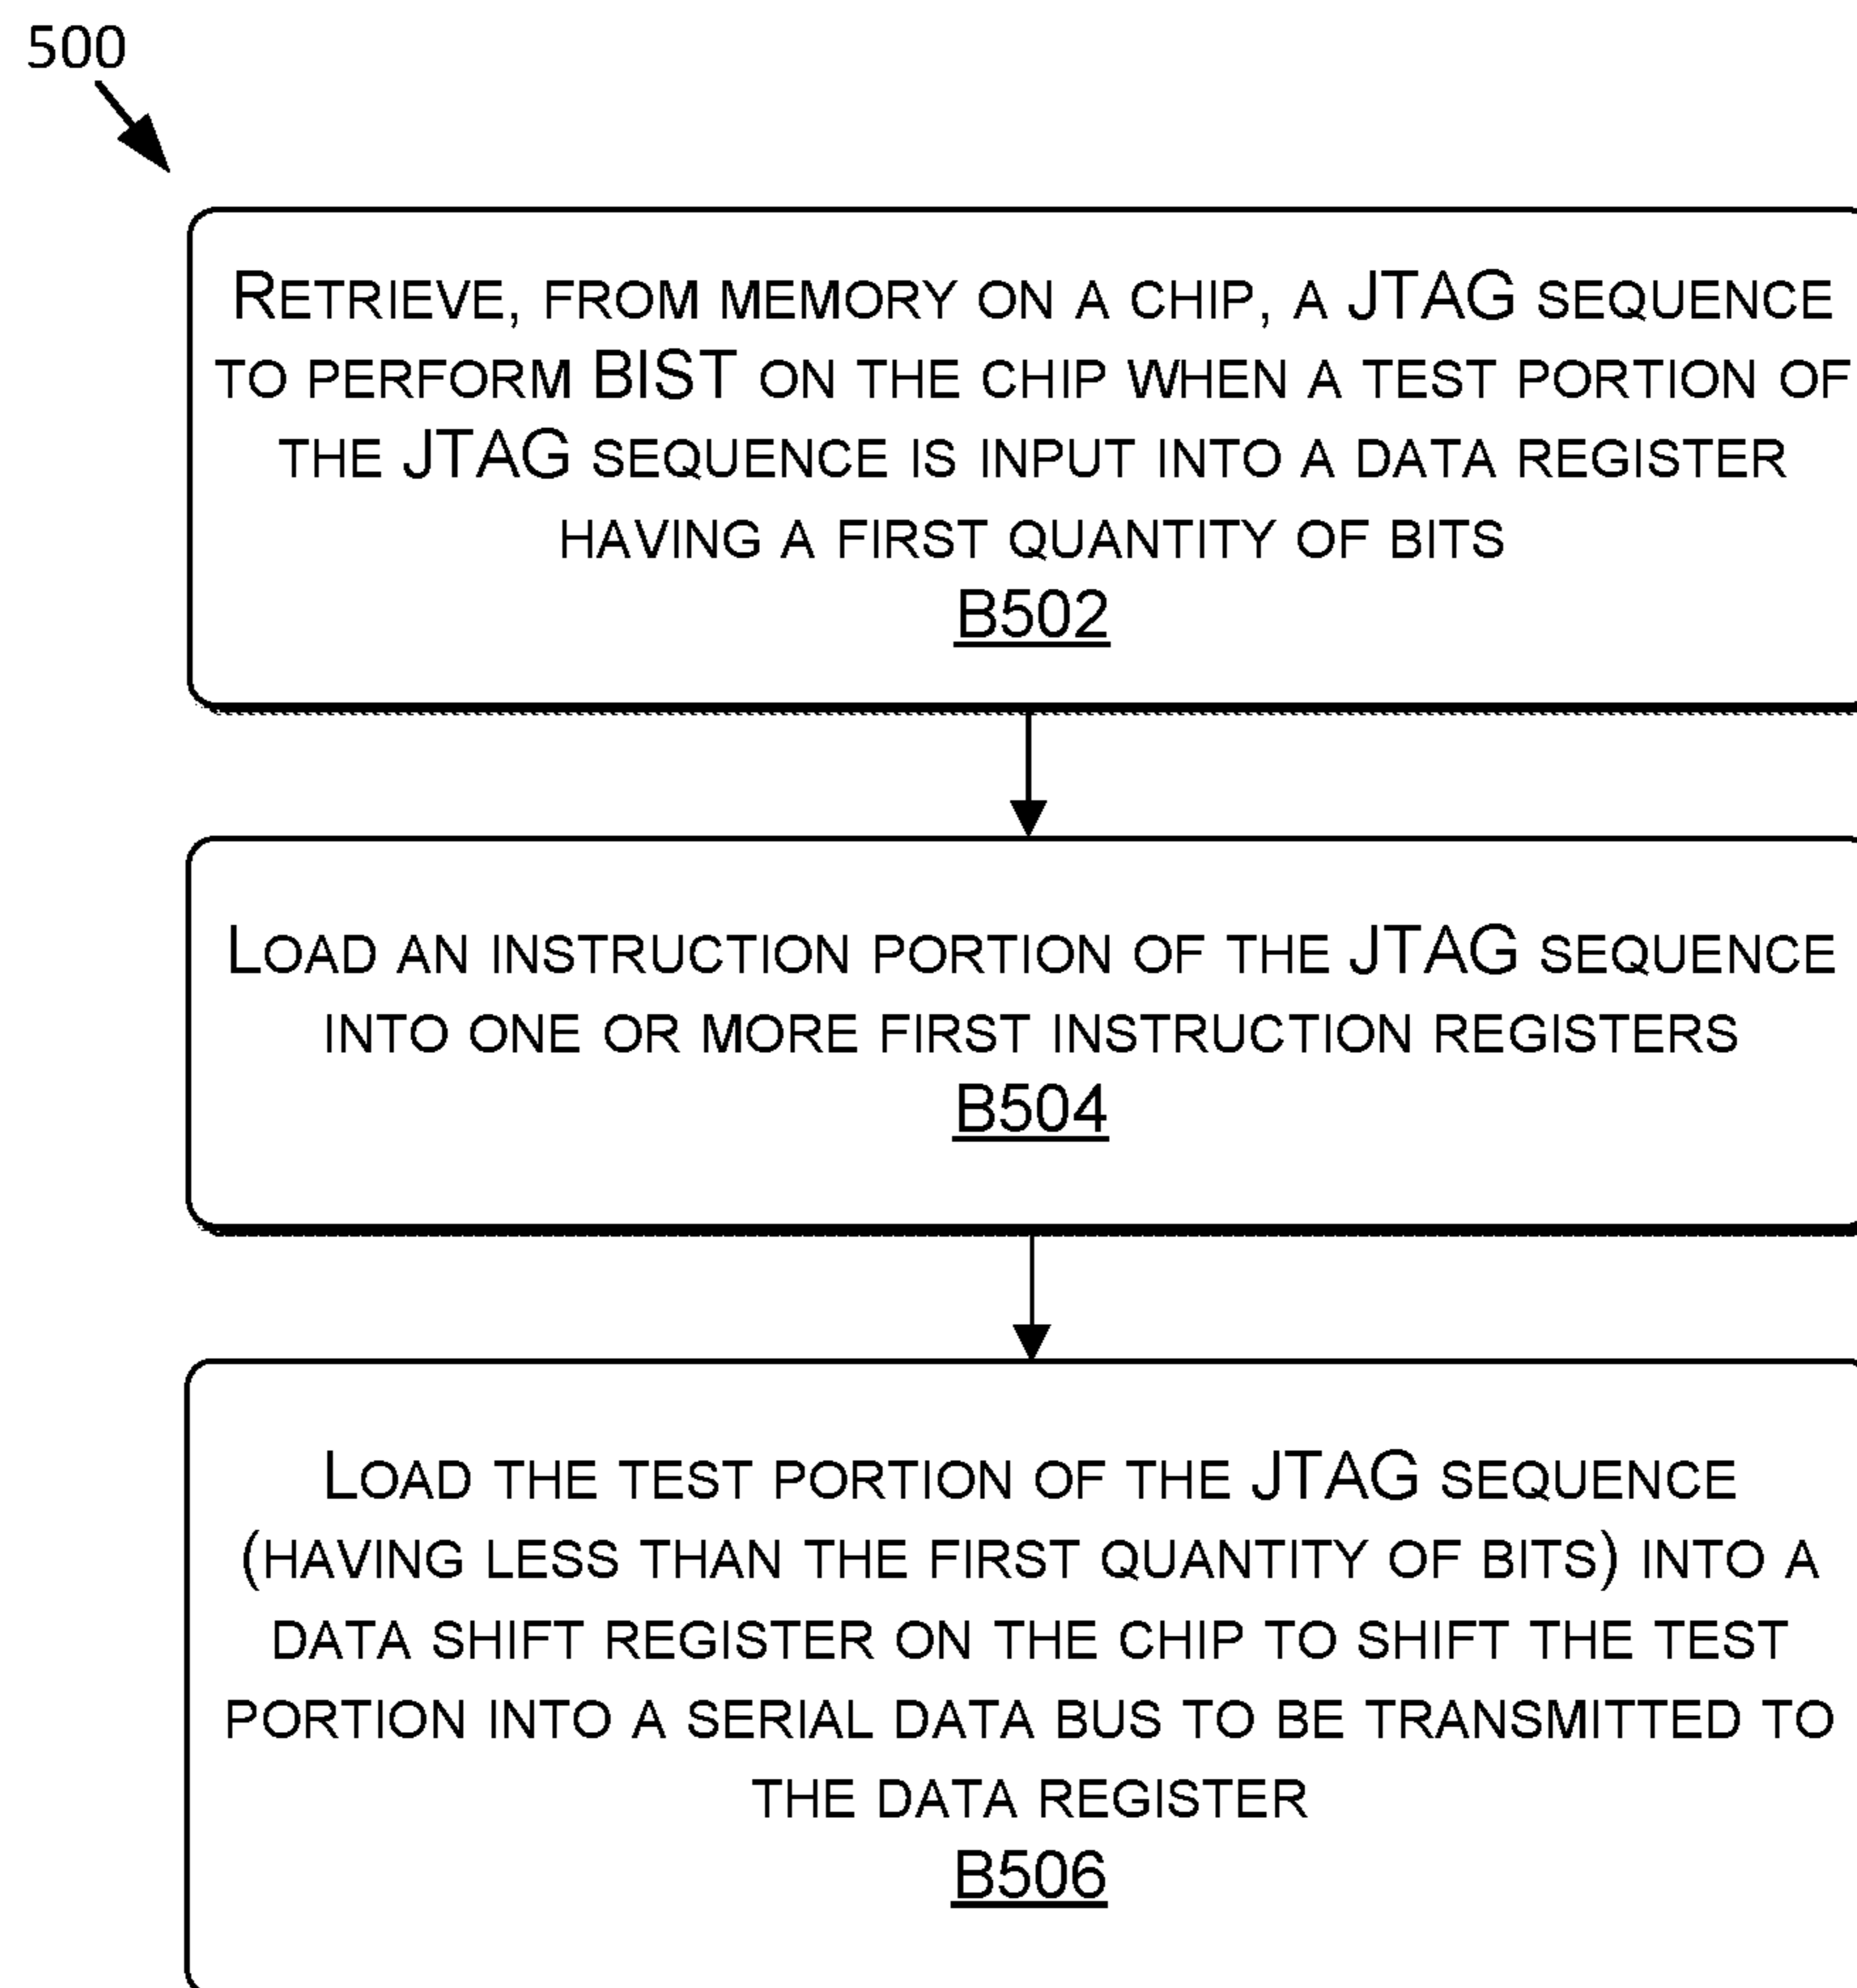 500
RETRIEVE, FROM MEMORY ON A CHIP, A JTAG SEQUENCE
TO PERFORM BIST ON THE CHIP WHEN A TEST PORTION OF
THE JTAG SEQUENCE IS INPUT INTO A DATA REGISTER
HAVING A FIRST QUANTITY OF BITS
B502
LOAD AN INSTRUCTION PORTION OF THE JTAG SEQUENCE
INTO ONE OR MORE FIRST INSTRUCTION REGISTERS
B504
LOAD THE TEST PORTION OF THE JTAG SEQUENCE
(HAVING LESS THAN THE FIRST QUANTITY OF BITS) INTO A
DATA SHIFT REGISTER ON THE CHIP TO SHIFT THE TEST
PORTION INTO A SERIAL DATA BUS TO BE TRANSMITTED TO
THE DATA REGISTER
B506